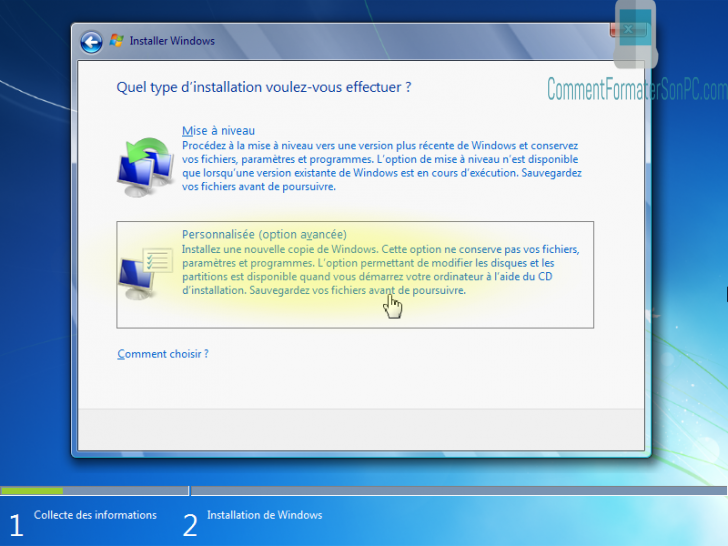 Installer Windows
CommentFormaterSonPC.com
Quel type d'installation voulez-vous effectuer ?
Mise à niveau
Procédez à la mise à niveau vers une version plus récente de Windows et conservez
vos fichiers, paramètres et programmes. L'option de mise à niveau n'est disponible
que lorsqu'une version existante de Windows est en cours d'exécution. Sauvegardez
vos fichiers avant de poursuivre.
Personnalisée (option avancée)
Installez une nouvelle copie de Windows. Cette option ne conserve pas vos fichiers,
paramètres et programmes. L'option permettant de modifier les disques et les
partitions est disponible quand vous démarrez votre ordinateur à l'aide du CD
d'installation. Sauvegardez vos fichiers avant de poursuivre.
Comment choisir ?
1 Collecte des informations 2 Installation de Windows